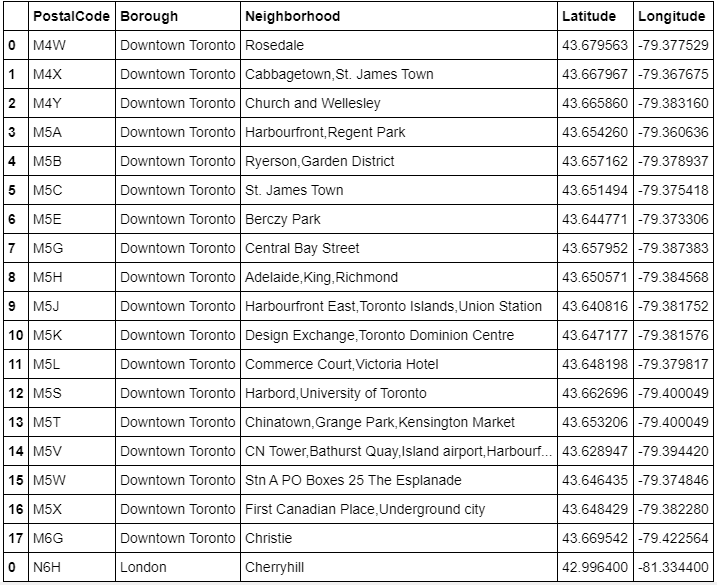 PostalCode Borough Neighborhood Latitude Longitude
0 M4W Downtown Toronto Rosedale 43.679563 -79.377529
1 M4X Downtown Toronto Cabbagetown,St. James Town 43.667967 -79.367675
2 M4Y Downtown Toronto Church and Wellesley 43.665860 -79.383160
3 M5A Downtown Toronto Harbourfront,Regent Park 43.654260 -79.360636
4 M5B Downtown Toronto Ryerson,Garden District 43.657162 -79.378937
5 M5C Downtown Toronto St. James Town 43.651494 -79.375418
6 M5E Downtown Toronto Berczy Park 43.644771 -79.373306
7 M5G Downtown Toronto Central Bay Street 43.657952 -79.387383
8 M5H Downtown Toronto Adelaide,King,Richmond 43.650571 -79.384568
9 M5J Downtown Toronto Harbourfront East,Toronto Islands,Union Station 43.640816 -79.381752
10 M5K Downtown Toronto Design Exchange,Toronto Dominion Centre 43.647177 -79.381576
11 M5L Downtown Toronto Commerce Court,Victoria Hotel 43.648198 -79.379817
12 M5S Downtown Toronto Harbord,University of Toronto 43.662696 -79.400049
13 M5T Downtown Toronto Chinatown,Grange Park,Kensington Market 43.653206 -79.400049
14 M5V Downtown Toronto CN Tower,Bathurst Quay,Island airport,Harbourf... 43.628947 -79.394420
15 M5W Downtown Toronto Stn A PO Boxes 25 The Esplanade 43.646435 -79.374846
16 M5X Downtown Toronto First Canadian Place,Underground city 43.648429 -79.382280
17 M6G Downtown Toronto Christie 43.669542 -79.422564
0 N6H London Cherryhill 42.996400 -81.334400